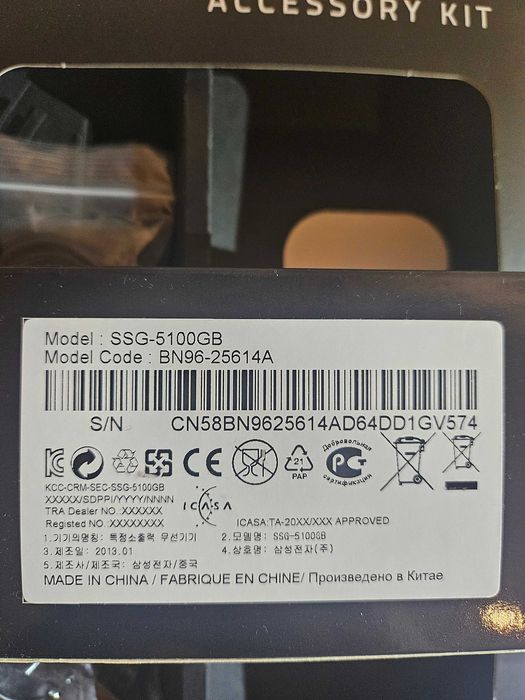 ACCESSORY KIT
Model : SSG-5100GB
Model Code : BN96-25614A
S/N CN58BN9625614AD64DD1GV574
21
PAP
Добровольная
сертификация
KCC-CRM-SEC-SSG-5100GB
XXXXX/SDPPI/YYYY/NNNN
TRA Dealer NO :XXXXXX
Registed NO :XXXXXXXX
ICASA
ICASA:TA-20XX/XXX APPROVED
1.기기의명칭: 특정소출력 무선기기 2.모델명: SSG-5100GB
3.제조일: 2013.01 4.상호명: 삼성전자(주)
5.제조사/제조국: 삼성전자/중국
MADE IN CHINA / FABRIQUE EN CHINE/ Произведено в Китае